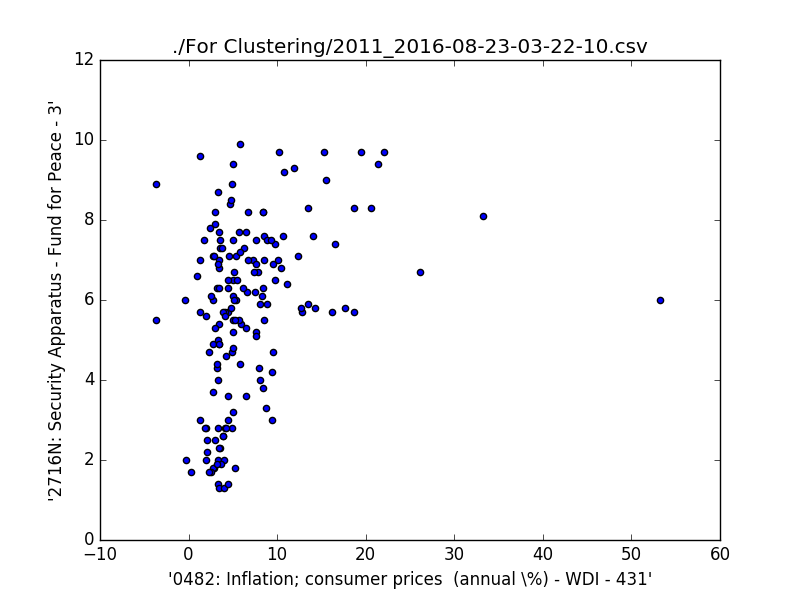 ./For Clustering/2011_2016-08-23-03-22-10.csv
12
10
8
6
4
2
0
'2716N: Security Apparatus - Fund for Peace - 3'
−10 0 10 20 30 40 50 60
'0482: Inflation; consumer prices  (annual \%) - WDI - 431'